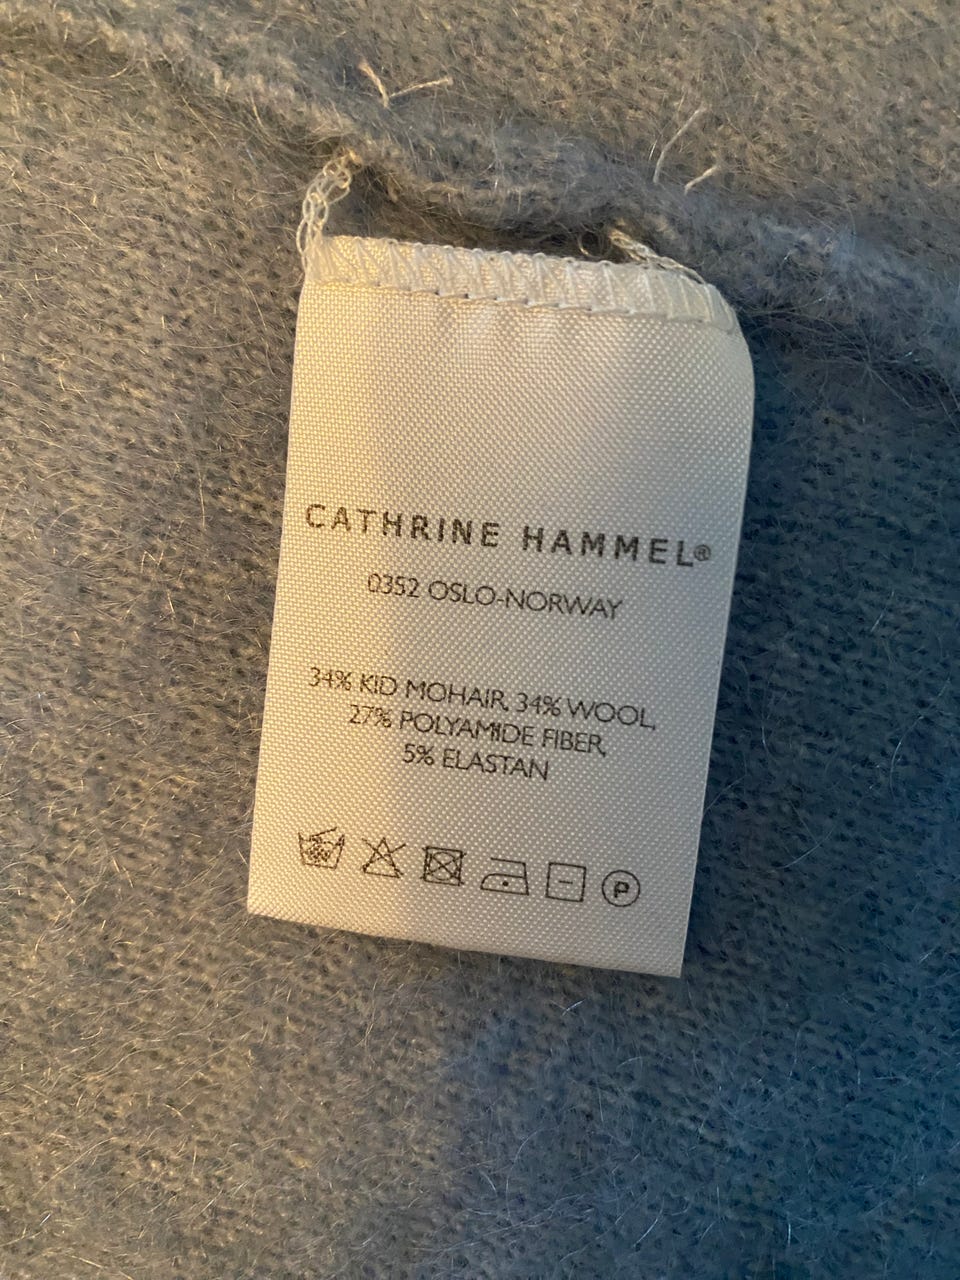 CATHRINE HAMMEL®
0352 OSLO-NORWAY
34% KID MOHAIR, 34% WOOL,
27% POLYAMIDE FIBER,
5% ELASTAN
P